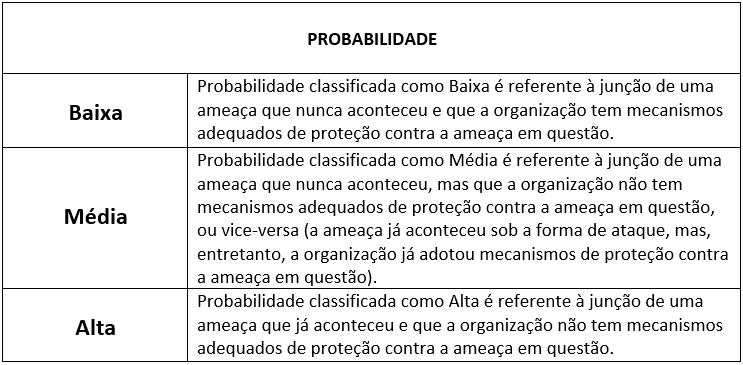 PROBABILIDADE
Baixa
Probabilidade classificada como Baixa é referente à junção de uma
ameaça que nunca aconteceu e que a organização tem mecanismos
adequados de proteção contra a ameaça em questão.
Média
Probabilidade classificada como Média é referente à junção de uma
ameaça que nunca aconteceu, mas que a organização não tem
mecanismos adequados de proteção contra a ameaça em questão,
ou vice-versa (a ameaça já aconteceu sob a forma de ataque, mas,
entretanto, a organização já adotou mecanismos de proteção contra
a ameaça em questão).
Alta
Probabilidade classificada como Alta é referente à junção de uma
ameaça que já aconteceu e que a organização não tem mecanismos
adequados de proteção contra a ameaça em questão.